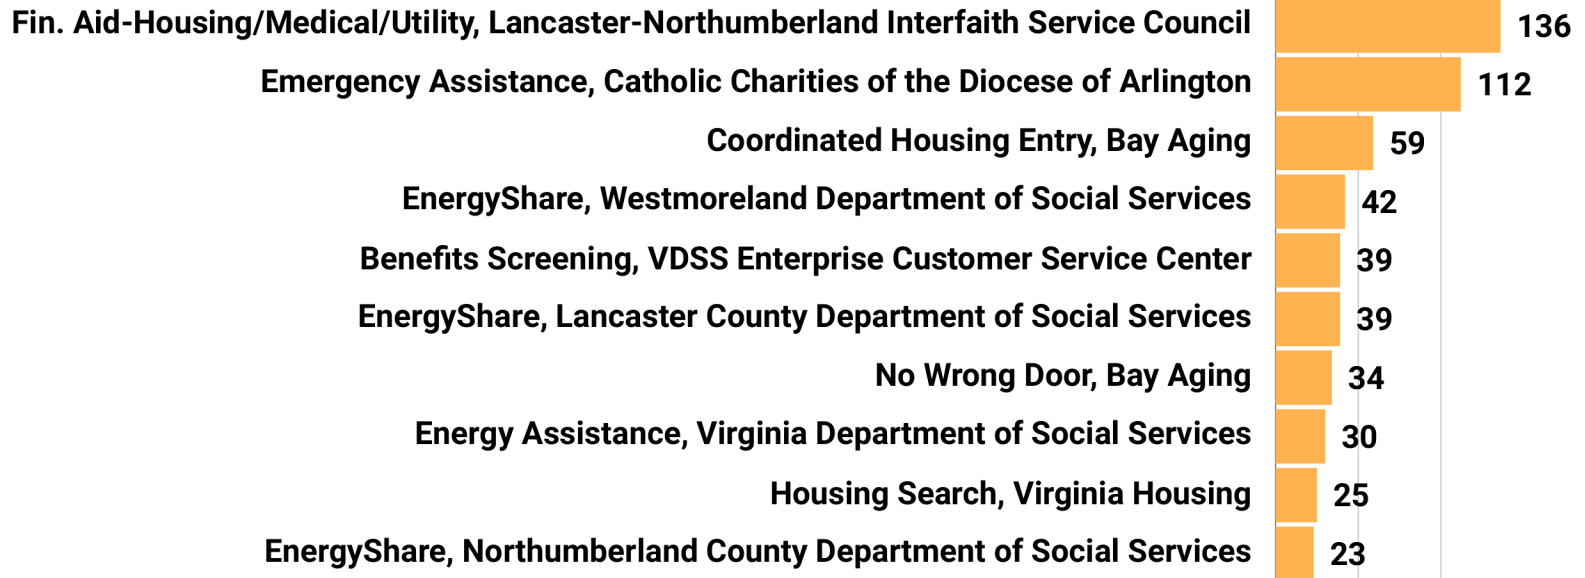 Fin. Aid-Housing/Medical/Utility, Lancaster-Northumberland Interfaith Service Council 136
Emergency Assistance, Catholic Charities of the Diocese of Arlington 112
Coordinated Housing Entry, Bay Aging 59
EnergyShare, Westmoreland Department of Social Services 42
Benefits Screening, VDSS Enterprise Customer Service Center 39
EnergyShare, Lancaster County Department of Social Services 39
No Wrong Door, Bay Aging 34
Energy Assistance, Virginia Department of Social Services 30
Housing Search, Virginia Housing 25
EnergyShare, Northumberland County Department of Social Services 23